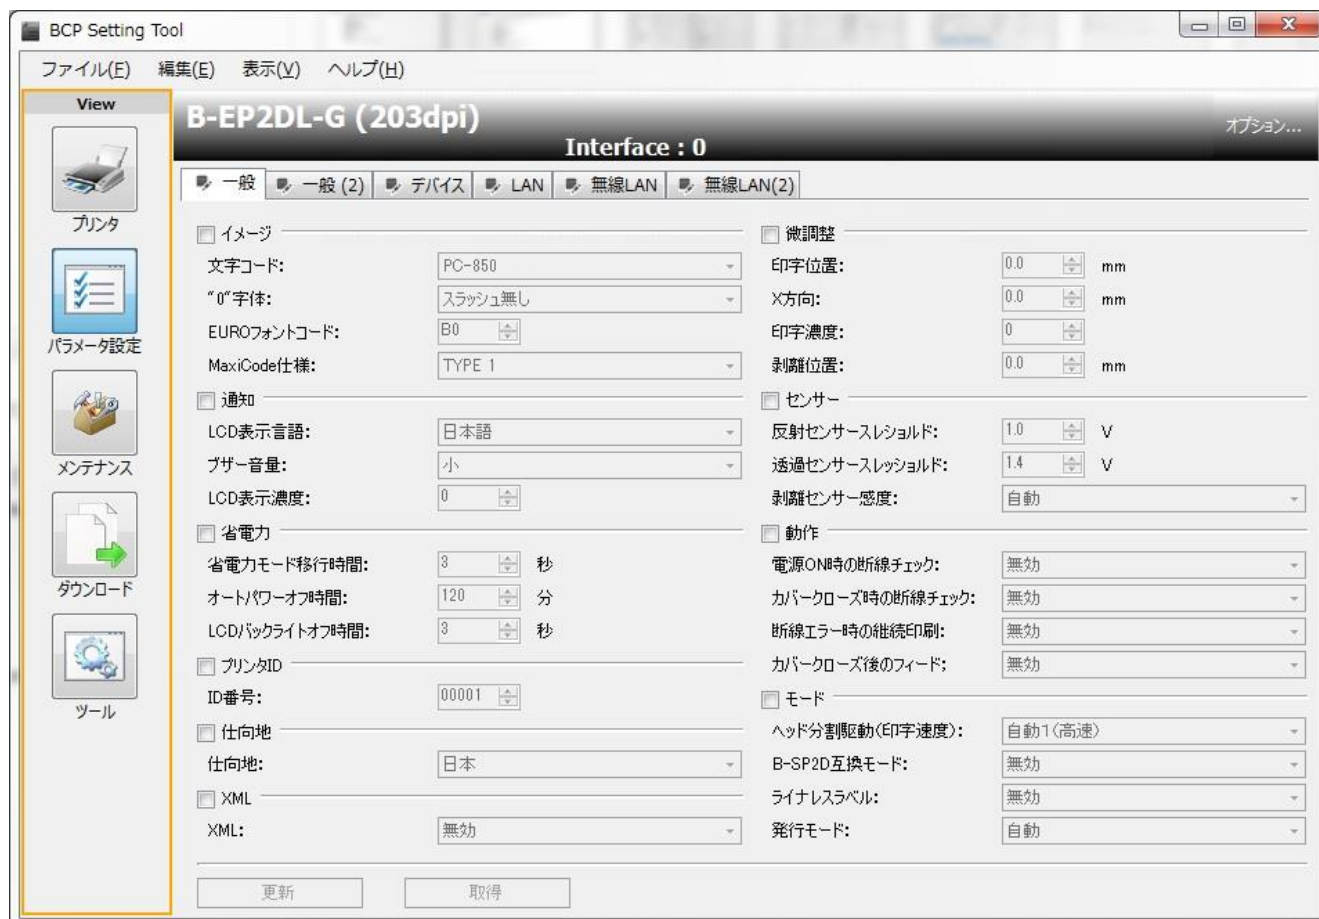 BCP Setting Tool
ファイル(F) 編集(E) 表示(V) ヘルプ(H)
View
プリンタ
パラメータ設定
メンテナンス
ダウンロード
ツール
B-EP2DL-G (203dpi)
Interface : 0
オプション...
一般 一般 (2) デバイス LAN 無線LAN 無線LAN(2)
イメージ
文字コード: PC-850
"0"字体: スラッシュ無し
EUROフォントコード: B0
MaxiCode仕様: TYPE 1
通知
LCD表示言語: 日本語
ブザー音量: 小
LCD表示濃度: 0
省電力
省電力モード移行時間: 3 秒
オートパワーオフ時間: 120 分
LCDバックライトオフ時間: 3 秒
プリンタID
ID番号: 00001
仕向地
仕向地: 日本
XML
XML: 無効
微調整
印字位置: 0.0 mm
X方向: 0.0 mm
印字濃度: 0
剥離位置: 0.0 mm
センサー
反射センサースレショルド: 1.0 V
透過センサースレッショルド: 1.4 V
剥離センサー感度: 自動
動作
電源ON時の断線チェック: 無効
カバークローズ時の断線チェック: 無効
断線エラー時の継続印刷: 無効
カバークローズ後のフィード; 無効
モード
ヘッド分割駆動(印字速度): 自動1(高速)
B-SP2D互換モード: 無効
ライナレスラベル: 無効
発行モード: 自動
更新 取得